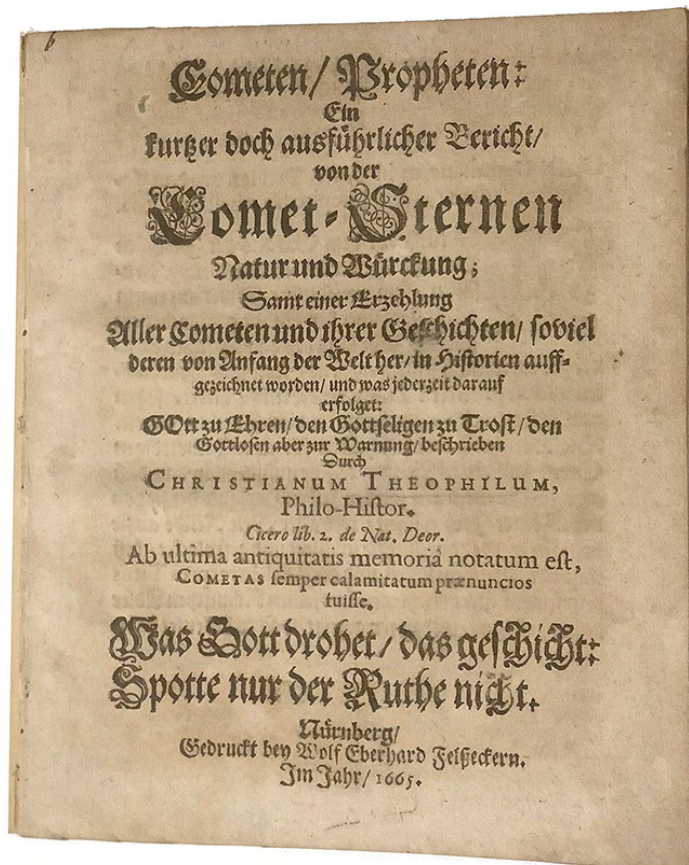 6
Cometen/ Propheten:
Ein
kurtzer doch ausführlicher Bericht/
von der
Comet-Sternen
Natur und Würckung;
Samt einer Erzehlung
Aller Cometen und ihrer Geschichten/ soviel
deren von Anfang der Welt her/ in Historien auff-
gezeichnet worden/ und was jederzeit darauf
erfolget:
GOtt zu Ehren/ den Gottseligen zu Trost/ den
Gottlosen aber zur Warnung/ beschrieben
Durch
CHRISTIANUM THEOPHILUM,
Philo-Histor.
Cicero lib. 2. de Nat. Deor.
Ab ultima antiquitatis memoriâ notatum est,
COMETAS semper calamitatum prænuncios
fuisse.
Was Gott drohet/ das geschicht:
Spotte nur der Ruthe nicht.
Nürnberg/
Gedruckt bey Wolf Eberhard Felßeckern.
Im Jahr/ 1665.